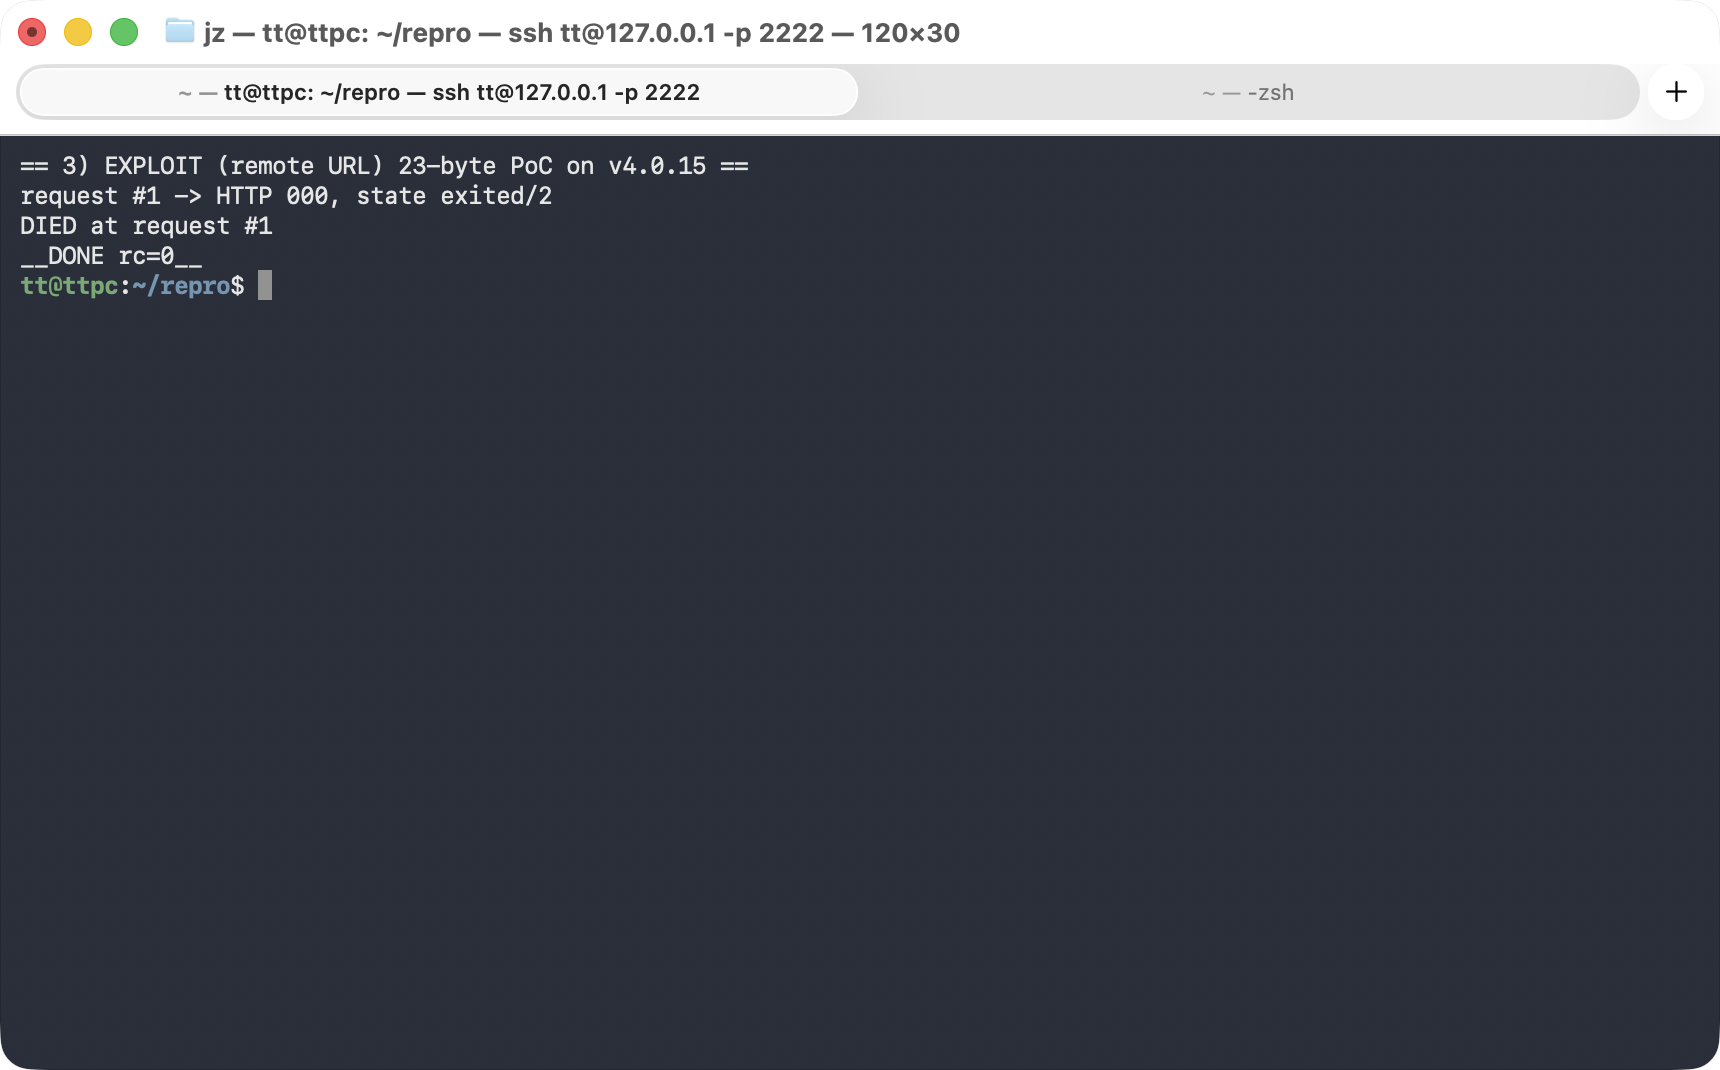 jz — tt@ttpc: ~/repro — ssh tt@127.0.0.1 -p 2222 — 120×30
~ — tt@ttpc: ~/repro — ssh tt@127.0.0.1 -p 2222
~ — -zsh
+
== 3) EXPLOIT (remote URL) 23-byte PoC on v4.0.15 ==
request #1 -> HTTP 000, state exited/2
DIED at request #1
__DONE rc=0__
tt@ttpc:~/repro$